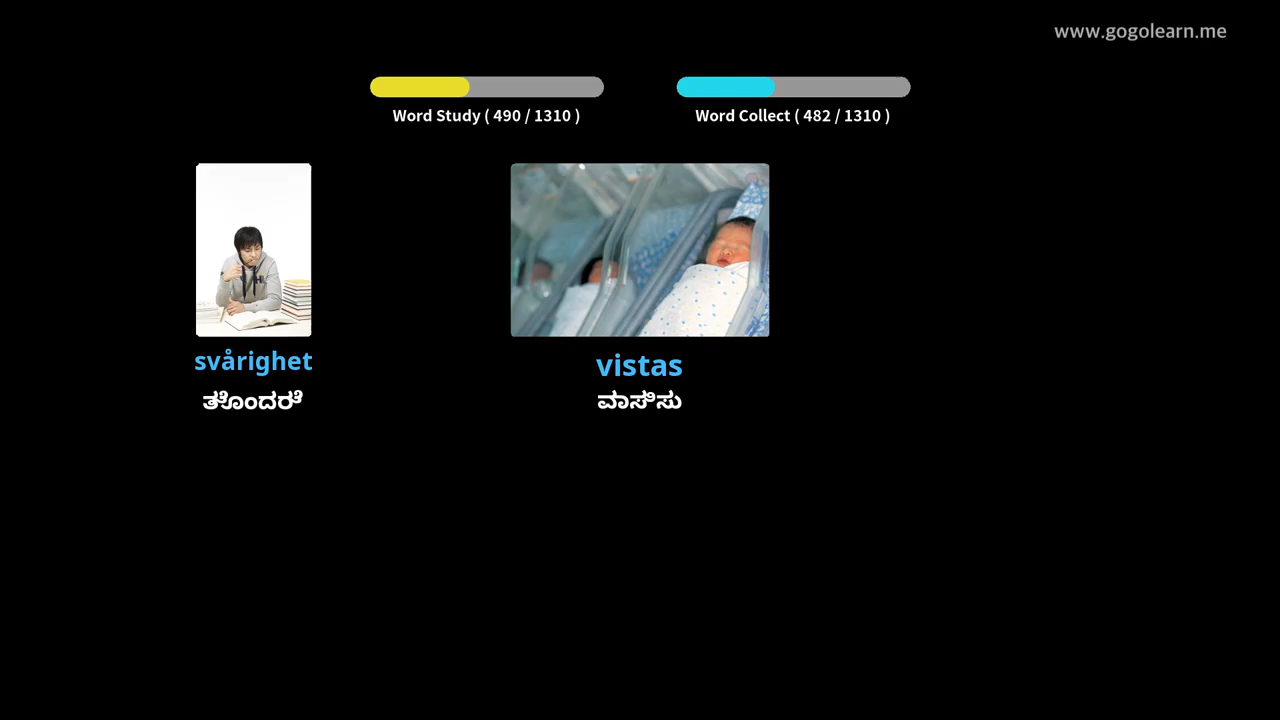 www.gogolearn.me
Word Study ( 490 / 1310 )
Word Collect ( 482 / 1310 )
svårighet
ತೊಂದರೆ
vistas
ವಾಸಿಸು